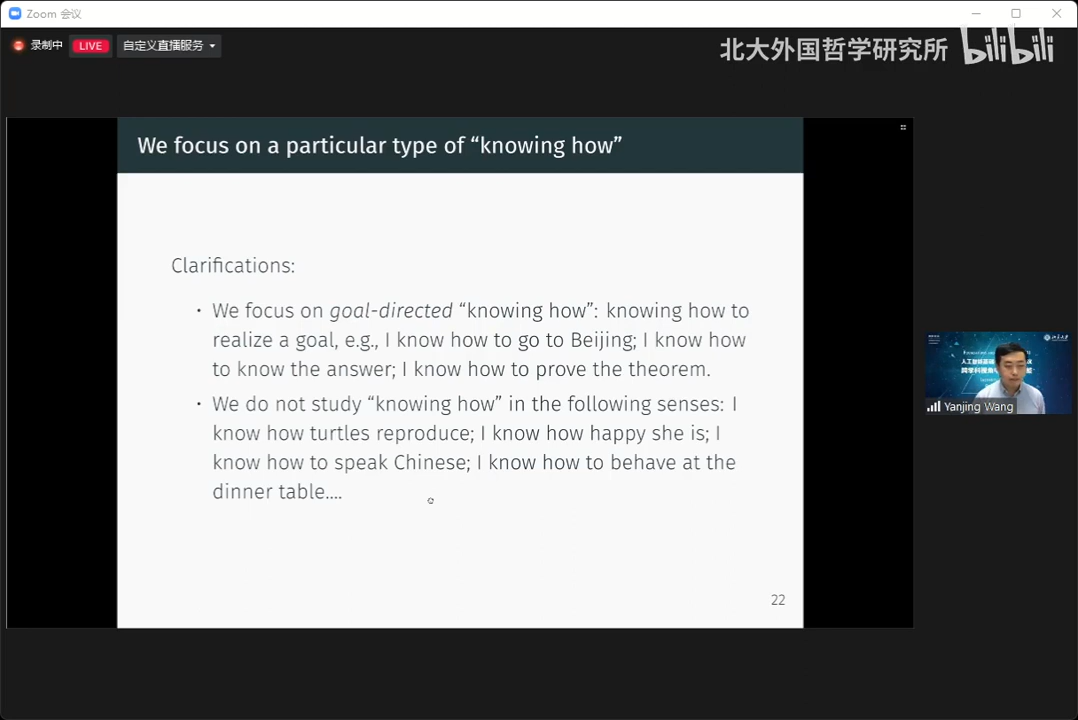 Zoom 会议
录制中
LIVE
自定义直播服务
北大外国哲学研究所
bilibili
We focus on a particular type of “knowing how”
Clarifications:
• We focus on goal-directed “knowing how”: knowing how to
realize a goal, e.g., I know how to go to Beijing; I know how
to know the answer; I know how to prove the theorem.
• We do not study “knowing how” in the following senses: I
know how turtles reproduce; I know how happy she is; I
know how to speak Chinese; I know how to behave at the
dinner table....
22
Yanjing Wang